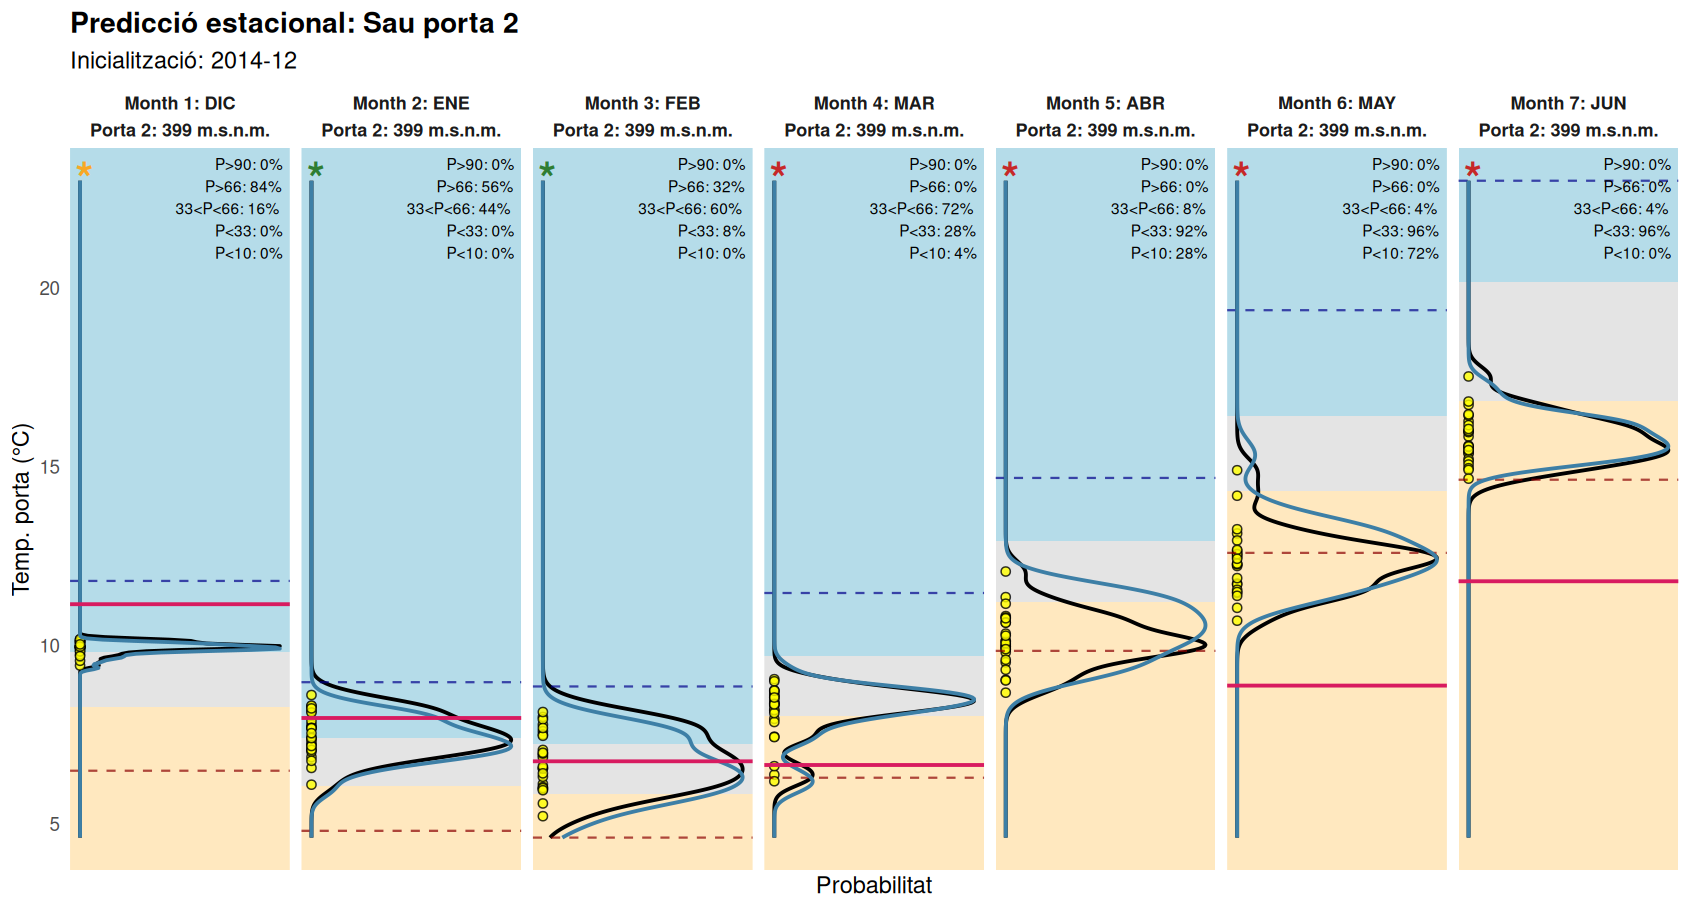 Predicció estacional: Sau porta 2
Inicialització: 2014-12
Month 1: DIC
Porta 2: 399 m.s.n.m.
Month 2: ENE
Porta 2: 399 m.s.n.m.
Month 3: FEB
Porta 2: 399 m.s.n.m.
Month 4: MAR
Porta 2: 399 m.s.n.m.
Month 5: ABR
Porta 2: 399 m.s.n.m.
Month 6: MAY
Porta 2: 399 m.s.n.m.
Month 7: JUN
Porta 2: 399 m.s.n.m.
*
P>90: 0%
P>66: 84%
33<P<66: 16%
P<33: 0%
P<10: 0%
*
P>90: 0%
P>66: 56%
33<P<66: 44%
P<33: 0%
P<10: 0%
*
P>90: 0%
P>66: 32%
33<P<66: 60%
P<33: 8%
P<10: 0%
*
P>90: 0%
P>66: 0%
33<P<66: 72%
P<33: 28%
P<10: 4%
*
P>90: 0%
P>66: 0%
33<P<66: 8%
P<33: 92%
P<10: 28%
*
P>90: 0%
P>66: 0%
33<P<66: 4%
P<33: 96%
P<10: 72%
*
P>90: 0%
P>66: 0%
33<P<66: 4%
P<33: 96%
P<10: 0%
20
15
10
5
Temp. porta (°C)
Probabilitat